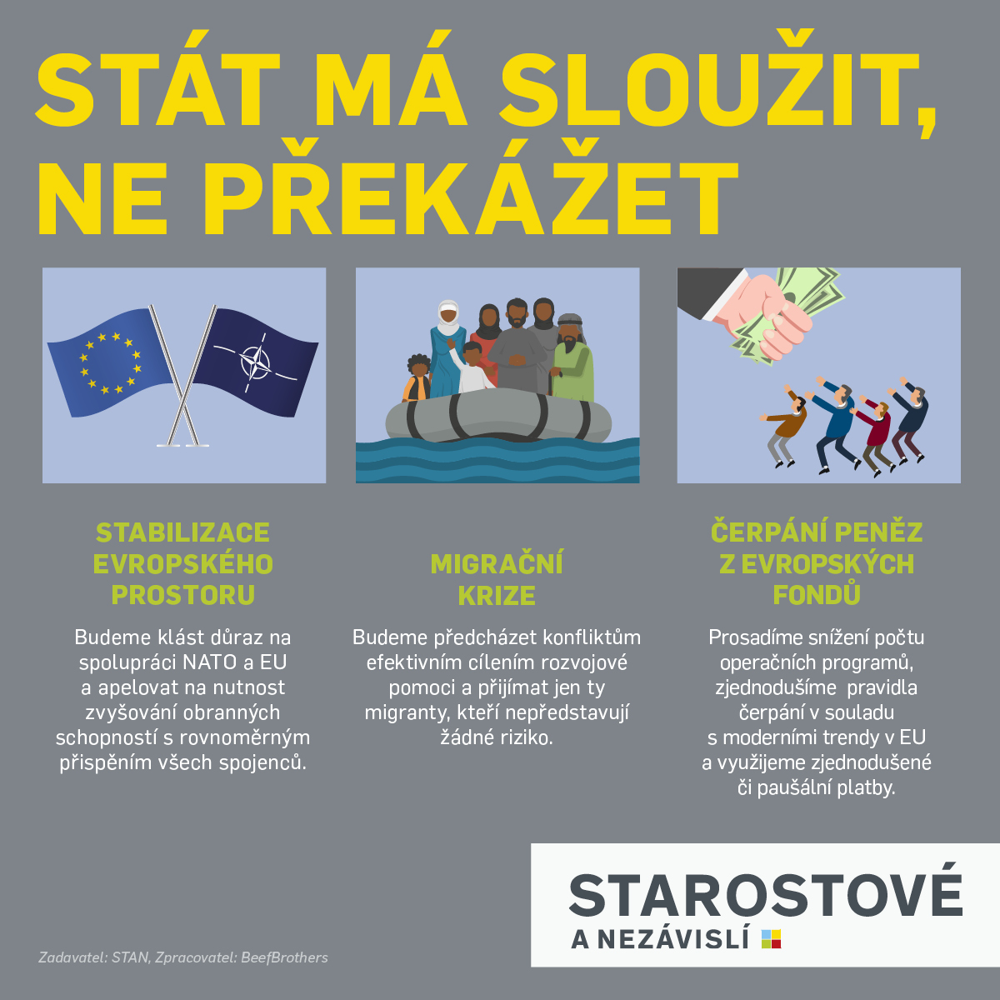 STÁT MÁ SLOUŽIT,
NE PŘEKÁŽET
STABILIZACE
EVROPSKÉHO
PROSTORU
Budeme klást důraz na
spolupráci NATO a EU
a apelovat na nutnost
zvyšování obranných
schopností s rovnoměrným
přispěním všech spojenců.
MIGRAČNÍ
KRIZE
Budeme předcházet konfliktům
efektivním cílením rozvojové
pomoci a přijímat jen ty
migranty, kteří nepředstavují
žádné riziko.
ČERPÁNÍ PENĚZ
Z EVROPSKÝCH
FONDŮ
Prosadíme snížení počtu
operačních programů,
zjednodušíme pravidla
čerpání v souladu
s moderními trendy v EU
a využijeme zjednodušené
či paušální platby.
STAROSTOVÉ
A NEZÁVISLÍ
Zadavatel: STAN, Zpracovatel: BeefBrothers